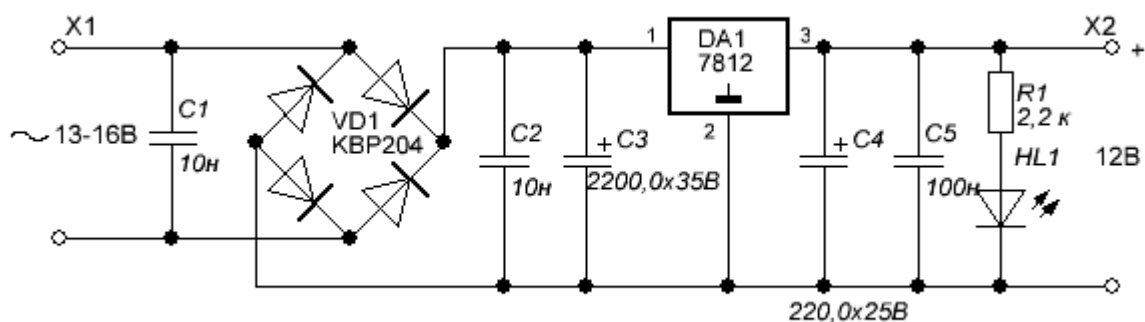 X1
C1
~ 13-16В
10н
VD1
KBP204
C2
10н
+ C3
2200,0х35В
1
DA1
7812
3
2
+ C4
220,0х25В
C5
100н
R1
2,2 к
HL1
X2
+
12В